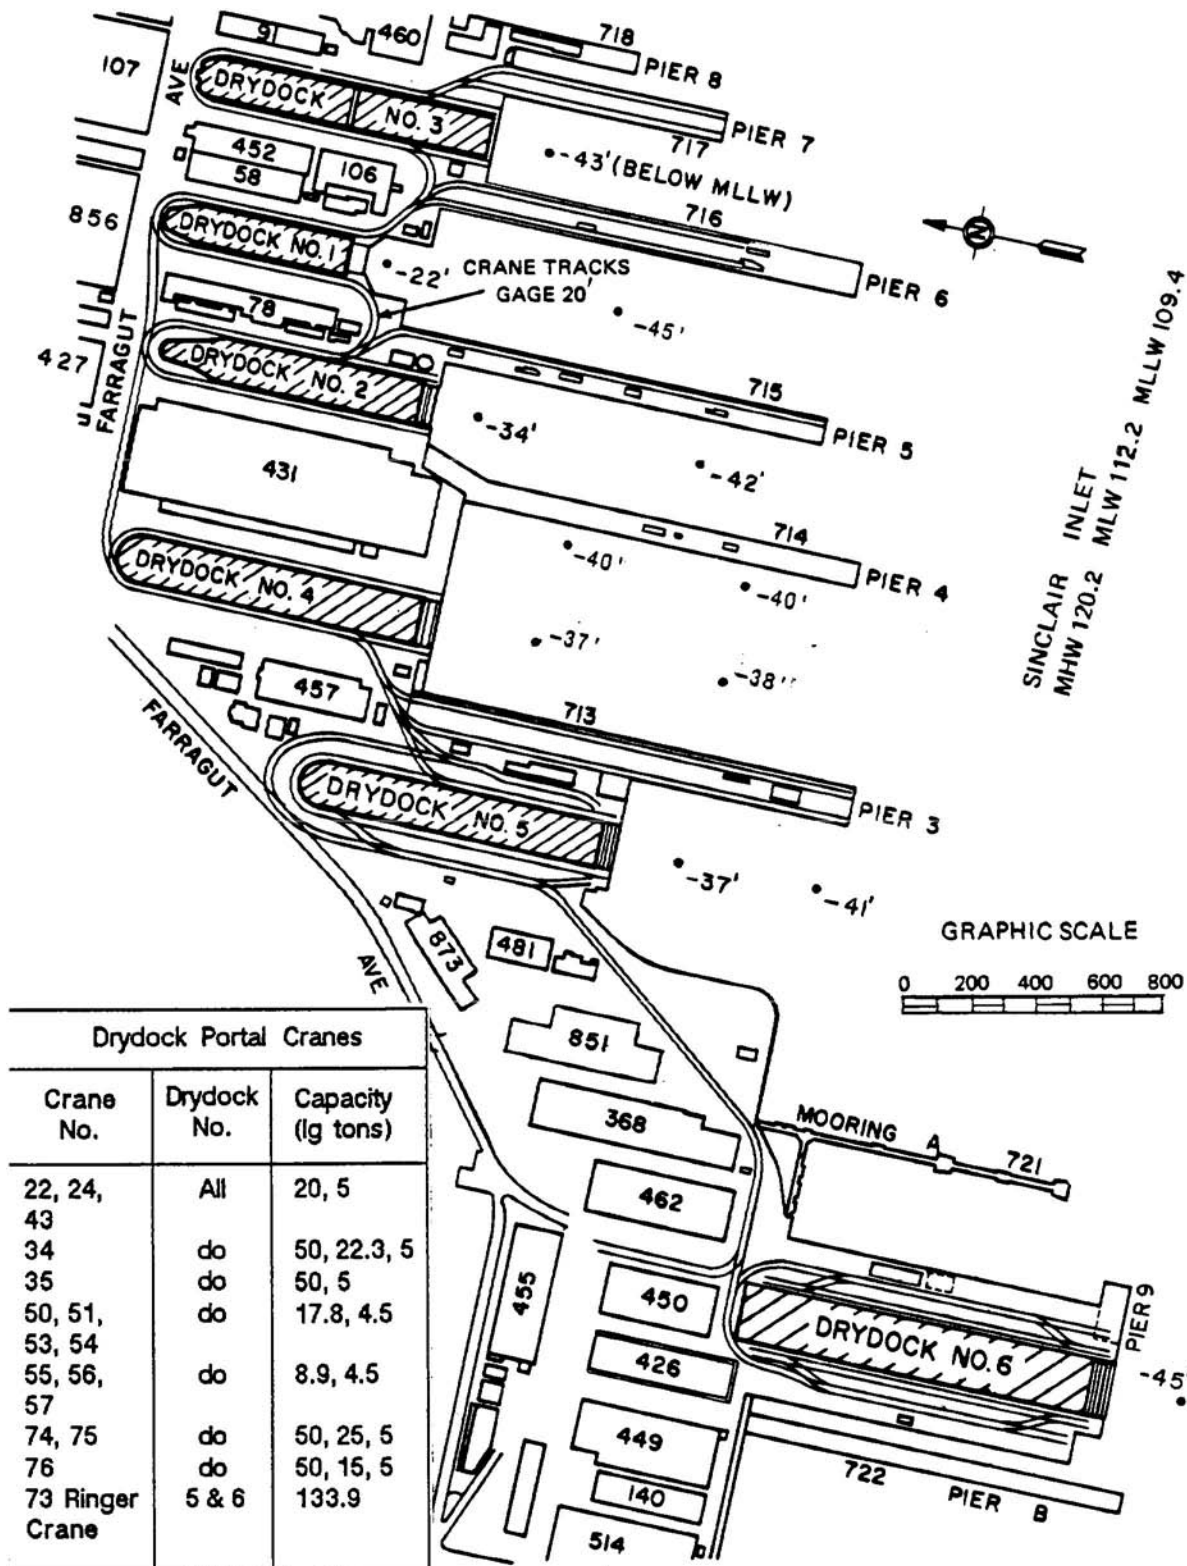 718
PIER 8
9
460
107
AVE
DRYDOCK NO. 3
717
PIER 7
-43' (BELOW MLLW)
452
58
106
856
716
PIER 6
DRYDOCK NO. 1
-22'
CRANE TRACKS
GAGE 20'
-45'
N
78
427
FARRAGUT
DRYDOCK NO. 2
715
PIER 5
-34'
-42'
431
714
PIER 4
-40'
-40'
SINCLAIR INLET
MHW 120.2 MLW 112.2 MLLW 109.4
DRYDOCK NO. 4
-37'
-38'
457
713
PIER 3
FARRAGUT
DRYDOCK NO. 5
-37'
-41'
873
481
AVE
GRAPHIC SCALE
0 200 400 600 800
851
368
MOORING A
721
462
455
450
DRYDOCK NO. 6
PIER 9
-45'
426
449
722
PIER B
140
514
Drydock Portal Cranes
Crane No. Drydock No. Capacity (lg tons)
22, 24, 43 All 20, 5
34 do 50, 22.3, 5
35 do 50, 5
50, 51, 53, 54 do 17.8, 4.5
55, 56, 57 do 8.9, 4.5
74, 75 do 50, 25, 5
76 do 50, 15, 5
73 Ringer Crane 5 & 6 133.9